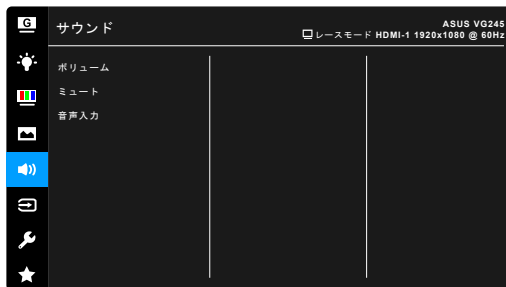 G
サウンド
ASUS VG245
レースモード HDMI-1 1920x1080 @ 60Hz
ボリューム
ミュート
音声入力